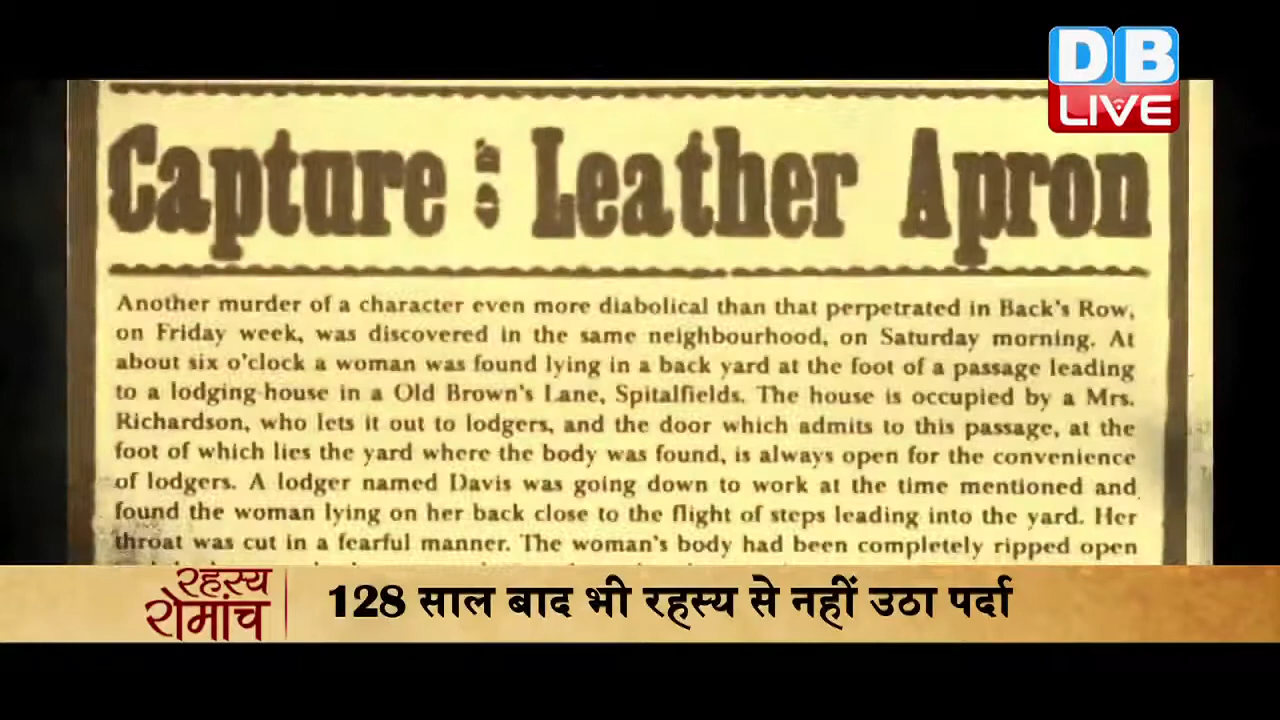 DB
LIVE
Capture : Leather Apron
Another murder of a character even more diabolical than that perpetrated in Back's Row,
on Friday week, was discovered in the same neighbourhood, on Saturday morning. At
about six o'clock a woman was found lying in a back yard at the foot of a passage leading
to a lodging-house in a Old Brown's Lane, Spitalfields. The house is occupied by a Mrs.
Richardson, who lets it out to lodgers, and the door which admits to this passage, at the
foot of which lies the yard where the body was found, is always open for the convenience
of lodgers. A lodger named Davis was going down to work at the time mentioned and
found the woman lying on her back close to the flight of steps leading into the yard. Her
throat was cut in a fearful manner. The woman's body had been completely ripped open
रहस्य
रोमांच
128 साल बाद भी रहस्य से नहीं उठा पर्दा